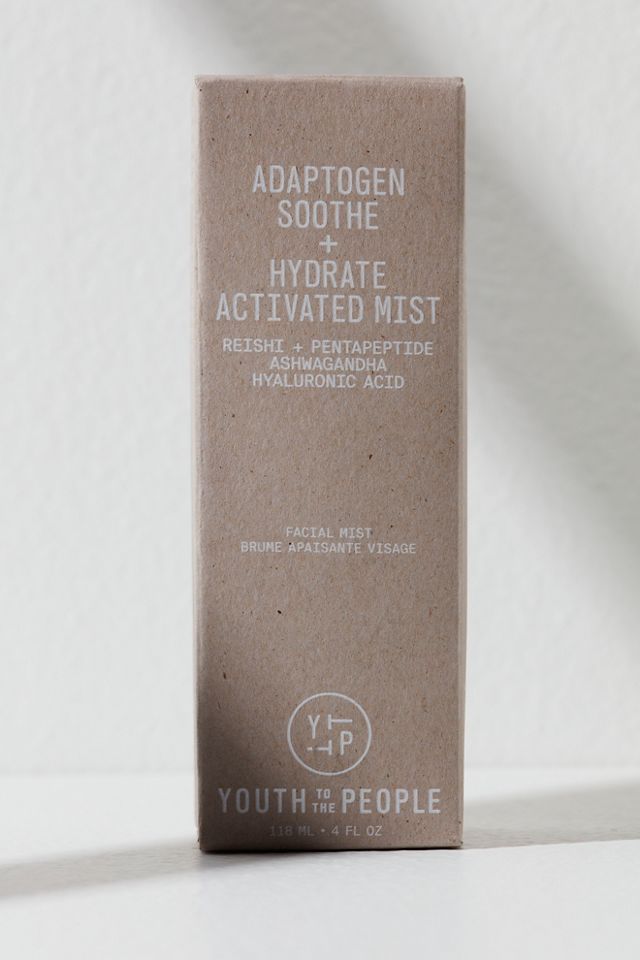 ADAPTOGEN
SOOTHE
+
HYDRATE
ACTIVATED MIST
REISHI + PENTAPEPTIDE
ASHWAGANDHA
HYALURONIC ACID
FACIAL MIST
BRUME APAISANTE VISAGE
YTTP
YOUTH TO THE PEOPLE
118 ML • 4 FL OZ